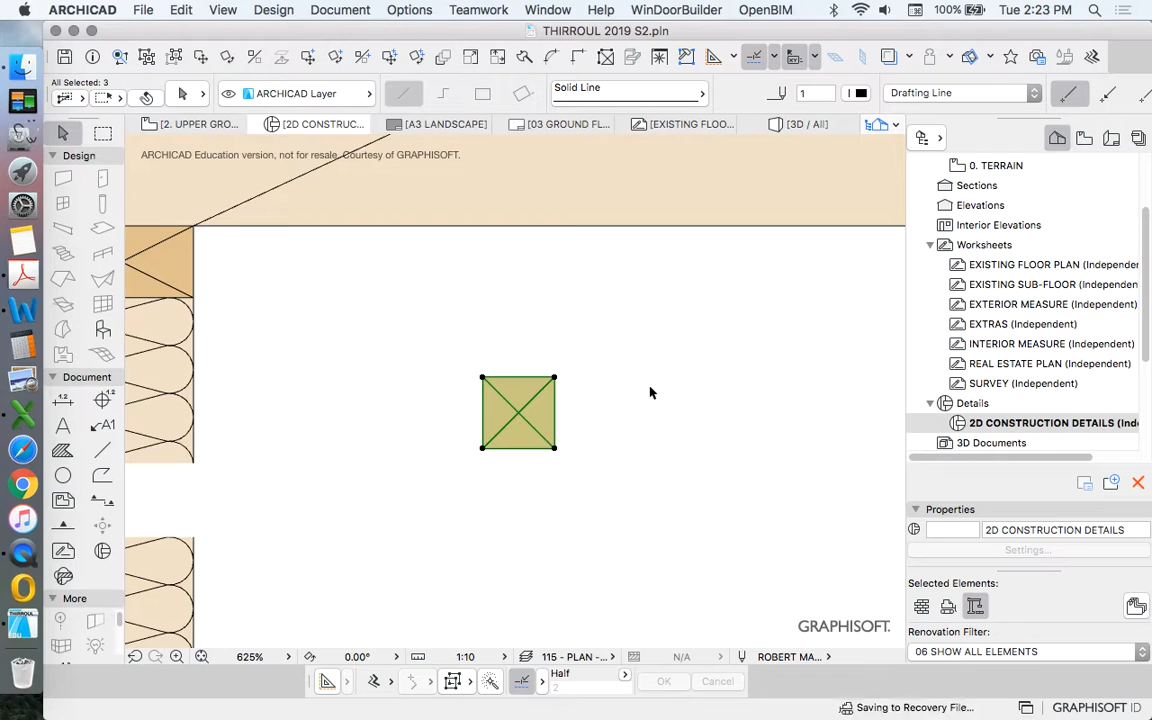 ARCHICAD File Edit View Design Document Options Teamwork Window Help WinDoorBuilder OpenBIM 100% Tue 2:23 PM
THIRROUL 2019 S2.pln
All Selected: 3
ARCHICAD Layer
Solid Line
1
Drafting Line
[2. UPPER GRO...
[2D CONSTRUC...
[A3 LANDSCAPE]
[03 GROUND FL...
[EXISTING FLOO...
[3D / All]
ARCHICAD Education version, not for resale. Courtesy of GRAPHISOFT.
Design
Document
More
0. TERRAIN
Sections
Elevations
Interior Elevations
Worksheets
EXISTING FLOOR PLAN (Independer
EXISTING SUB-FLOOR (Independen
EXTERIOR MEASURE (Independent)
EXTRAS (Independent)
INTERIOR MEASURE (Independent)
REAL ESTATE PLAN (Independent)
SURVEY (Independent)
Details
2D CONSTRUCTION DETAILS (Ind
3D Documents
Properties
2D CONSTRUCTION DETAILS
Settings...
Selected Elements:
Renovation Filter:
06 SHOW ALL ELEMENTS
GRAPHISOFT.
625%
0.00°
1:10
115 - PLAN -...
N/A
ROBERT MA...
Half
2
OK
Cancel
Saving to Recovery File...
GRAPHISOFT ID